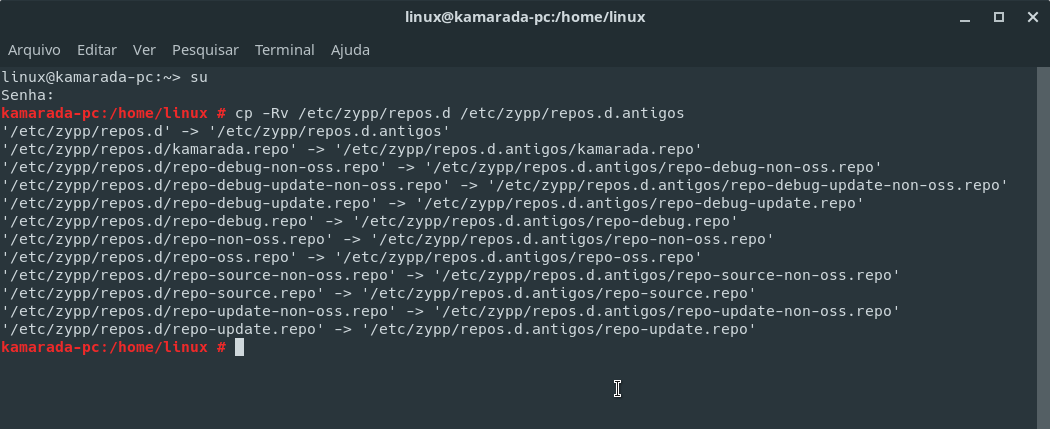 linux@kamarada-pc:/home/linux
Arquivo Editar Ver Pesquisar Terminal Ajuda
linux@kamarada-pc:~> su
Senha:
kamarada-pc:/home/linux # cp -Rv /etc/zypp/repos.d /etc/zypp/repos.d.antigos
'/etc/zypp/repos.d' -> '/etc/zypp/repos.d.antigos'
'/etc/zypp/repos.d/kamarada.repo' -> '/etc/zypp/repos.d.antigos/kamarada.repo'
'/etc/zypp/repos.d/repo-debug-non-oss.repo' -> '/etc/zypp/repos.d.antigos/repo-debug-non-oss.repo'
'/etc/zypp/repos.d/repo-debug-update-non-oss.repo' -> '/etc/zypp/repos.d.antigos/repo-debug-update-non-oss.repo'
'/etc/zypp/repos.d/repo-debug-update.repo' -> '/etc/zypp/repos.d.antigos/repo-debug-update.repo'
'/etc/zypp/repos.d/repo-debug.repo' -> '/etc/zypp/repos.d.antigos/repo-debug.repo'
'/etc/zypp/repos.d/repo-non-oss.repo' -> '/etc/zypp/repos.d.antigos/repo-non-oss.repo'
'/etc/zypp/repos.d/repo-oss.repo' -> '/etc/zypp/repos.d.antigos/repo-oss.repo'
'/etc/zypp/repos.d/repo-source-non-oss.repo' -> '/etc/zypp/repos.d.antigos/repo-source-non-oss.repo'
'/etc/zypp/repos.d/repo-source.repo' -> '/etc/zypp/repos.d.antigos/repo-source.repo'
'/etc/zypp/repos.d/repo-update-non-oss.repo' -> '/etc/zypp/repos.d.antigos/repo-update-non-oss.repo'
'/etc/zypp/repos.d/repo-update.repo' -> '/etc/zypp/repos.d.antigos/repo-update.repo'
kamarada-pc:/home/linux #